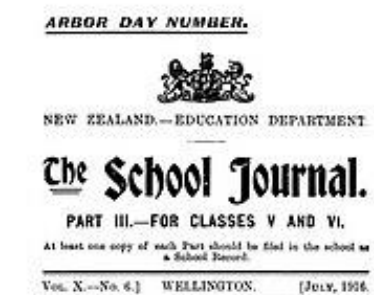 ARBOR DAY NUMBER.
NEW ZEALAND.—EDUCATION DEPARTMENT
The School Journal.
PART III.—FOR CLASSES V AND VI.
At least one copy of each Part should be filed in the school as
a School Record.
VOL. X.—No. 6.] WELLINGTON. [JULY, 1916.